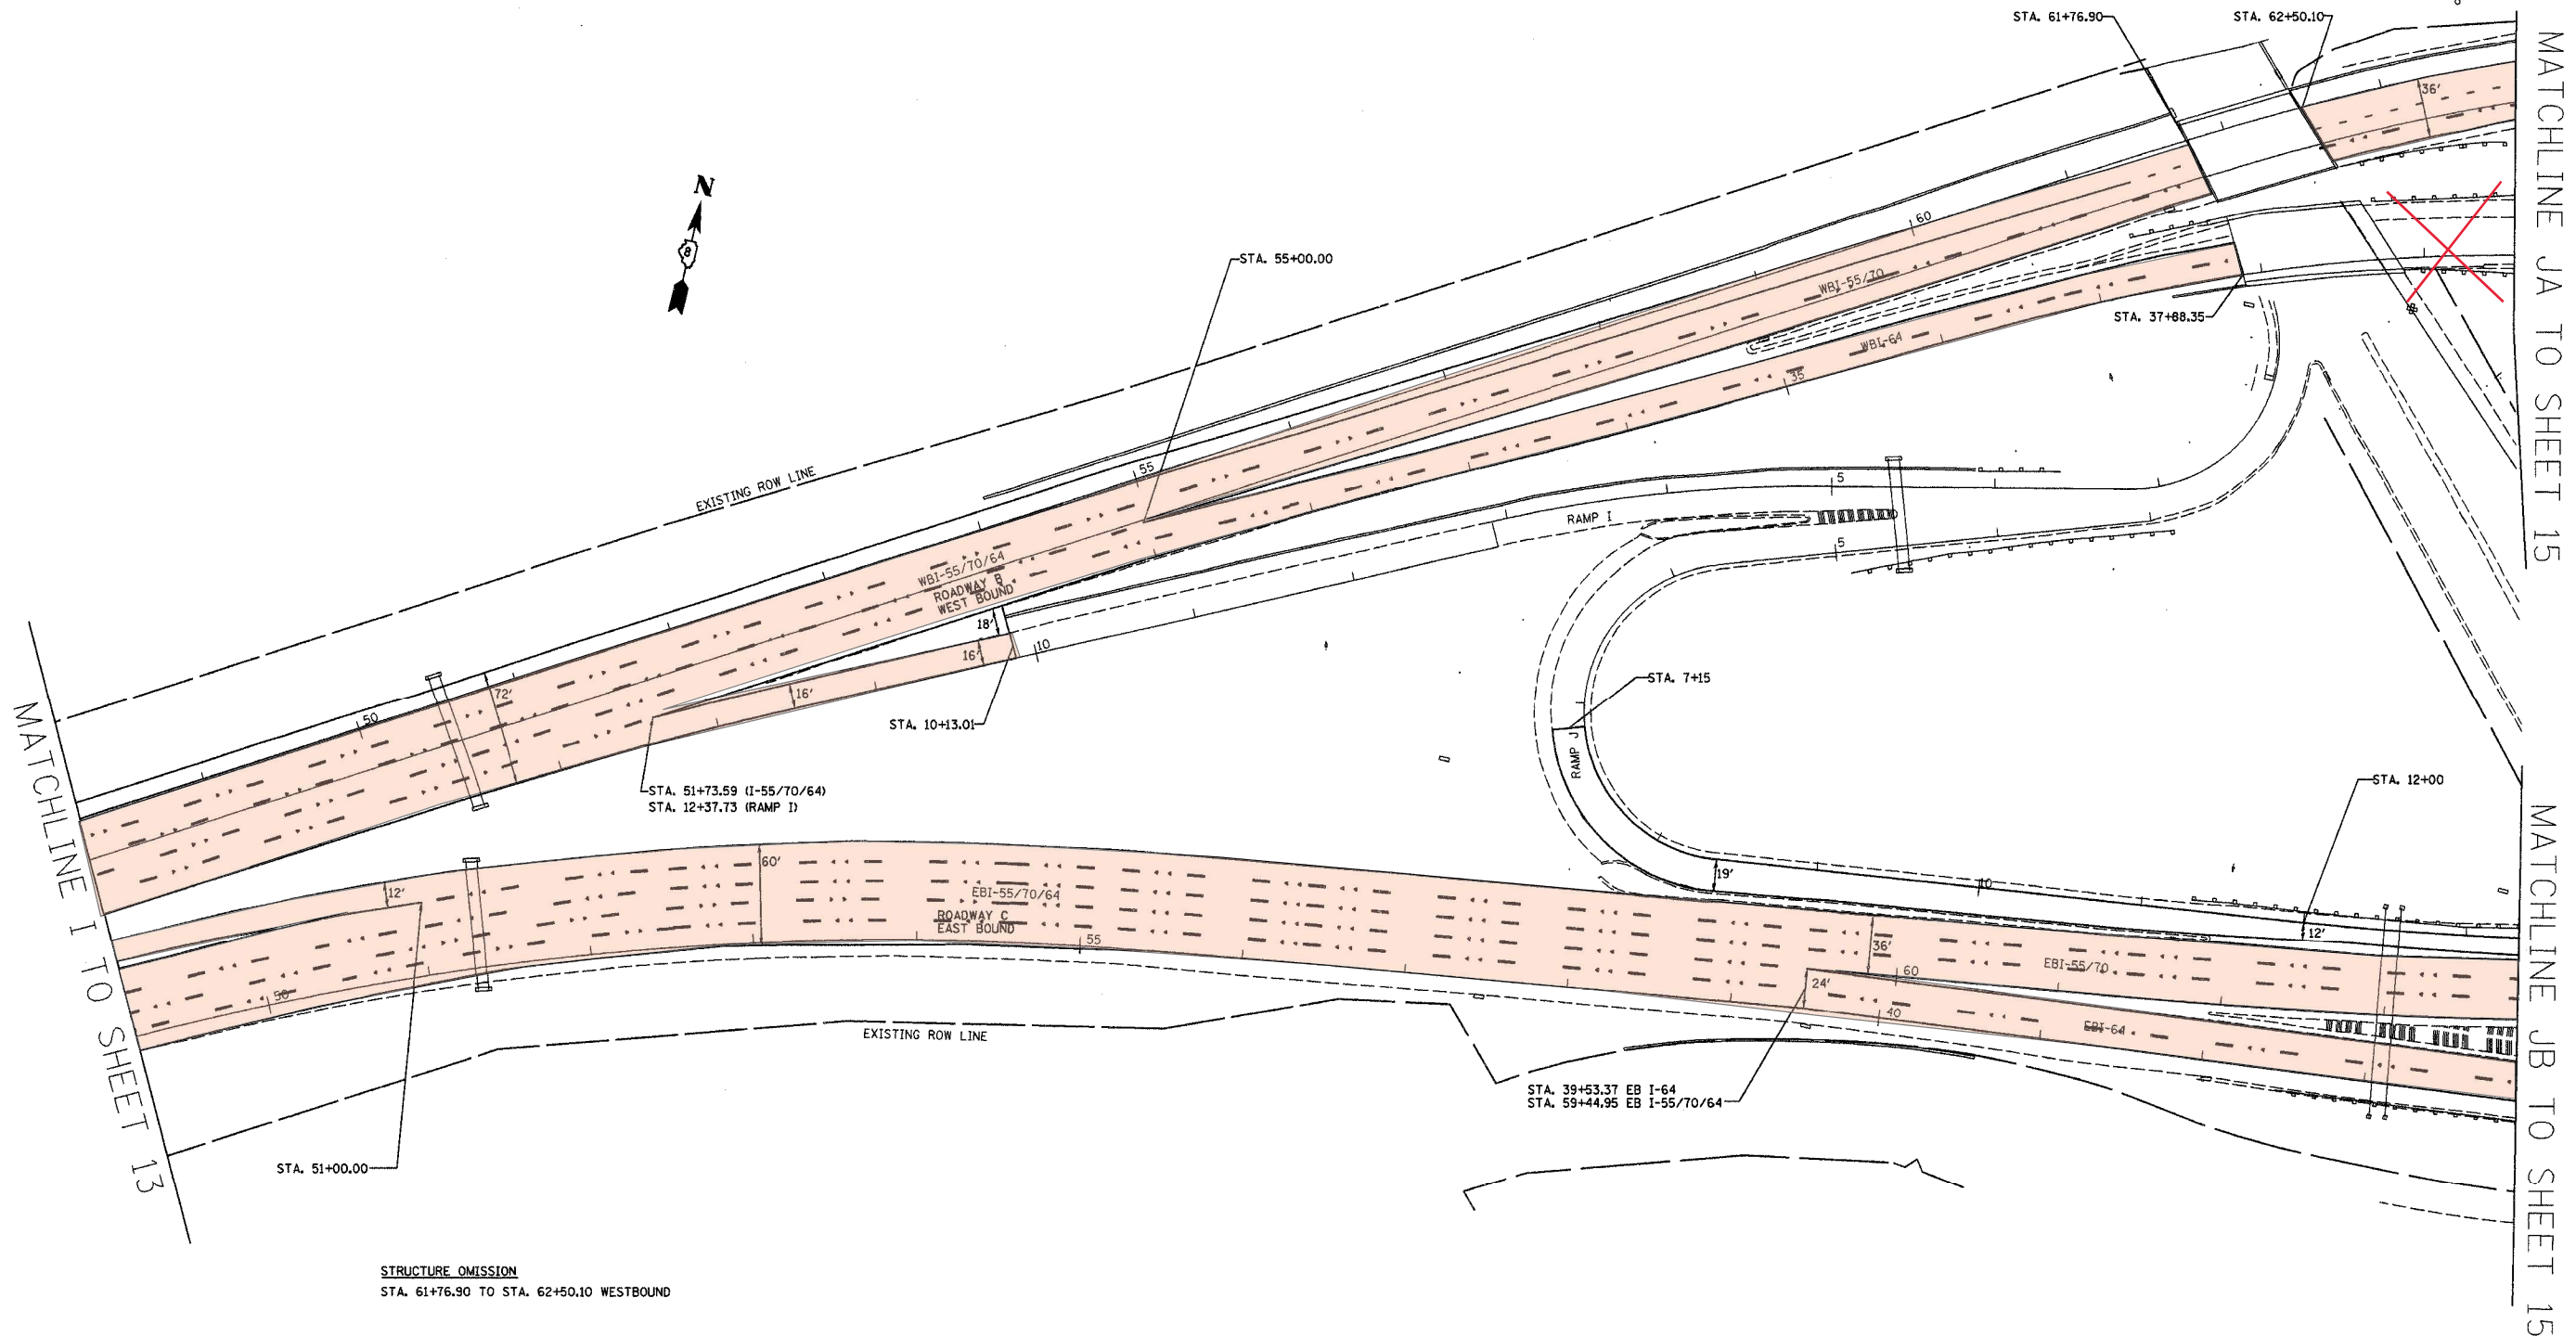 STA. 61+76.90
STA. 62+50.10
36'
MATCHLINE JA TO SHEET 15
N
8
60
STA. 55+00.00
WBI-55/70
STA. 37+88.35
WBI-64
35
55
EXISTING ROW LINE
5
RAMP I
5
WBI-55/70/64
ROADWAY B
WEST BOUND
18'
10
16'
STA. 7+15
72'
16'
50
STA. 10+13.01
RAMP J
MATCHLINE I TO SHEET 13
STA. 51+73.59 (I-55/70/64)
STA. 12+37.73 (RAMP I)
STA. 12+00
60'
19'
10
12'
EBI-55/70/64
ROADWAY C
EAST BOUND
12'
55
36'
EBI-55/70
60
24'
50
40
EBI-64
EXISTING ROW LINE
MATCHLINE JB TO SHEET 15
STA. 39+53.37 EB I-64
STA. 59+44.95 EB I-55/70/64
STA. 51+00.00
STRUCTURE OMISSION
STA. 61+76.90 TO STA. 62+50.10 WESTBOUND